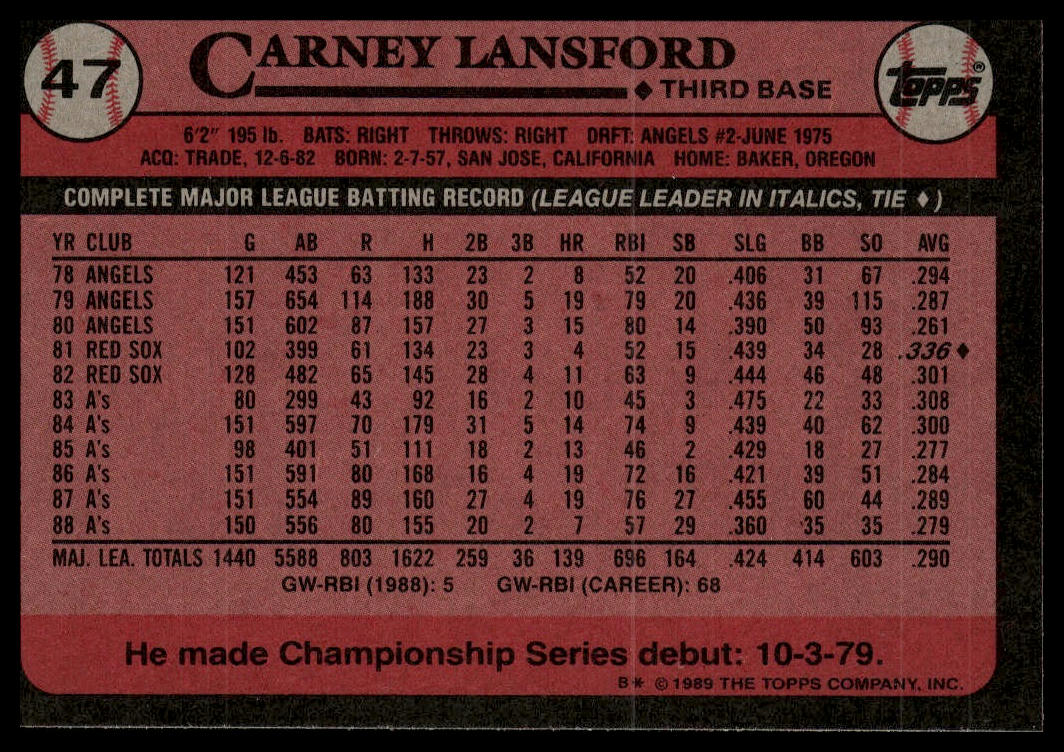 47
CARNEY LANSFORD
◆ THIRD BASE
TOPPS®
6'2" 195 lb. BATS: RIGHT THROWS: RIGHT DRFT: ANGELS #2-JUNE 1975
ACQ: TRADE, 12-6-82 BORN: 2-7-57, SAN JOSE, CALIFORNIA HOME: BAKER, OREGON
COMPLETE MAJOR LEAGUE BATTING RECORD (LEAGUE LEADER IN ITALICS, TIE ◆)
YR CLUB G AB R H 2B 3B HR RBI SB SLG BB SO AVG
78 ANGELS 121 453 63 133 23 2 8 52 20 .406 31 67 .294
79 ANGELS 157 654 114 188 30 5 19 79 20 .436 39 115 .287
80 ANGELS 151 602 87 157 27 3 15 80 14 .390 50 93 .261
81 RED SOX 102 399 61 134 23 3 4 52 15 .439 34 28 .336 ◆
82 RED SOX 128 482 65 145 28 4 11 63 9 .444 46 48 .301
83 A's 80 299 43 92 16 2 10 45 3 .475 22 33 .308
84 A's 151 597 70 179 31 5 14 74 9 .439 40 62 .300
85 A's 98 401 51 111 18 2 13 46 2 .429 18 27 .277
86 A's 151 591 80 168 16 4 19 72 16 .421 39 51 .284
87 A's 151 554 89 160 27 4 19 76 27 .455 60 44 .289
88 A's 150 556 80 155 20 2 7 57 29 .360 35 35 .279
MAJ. LEA. TOTALS 1440 5588 803 1622 259 36 139 696 164 .424 414 603 .290
GW-RBI (1988): 5 GW-RBI (CAREER): 68
He made Championship Series debut: 10-3-79.
B* © 1989 THE TOPPS COMPANY, INC.